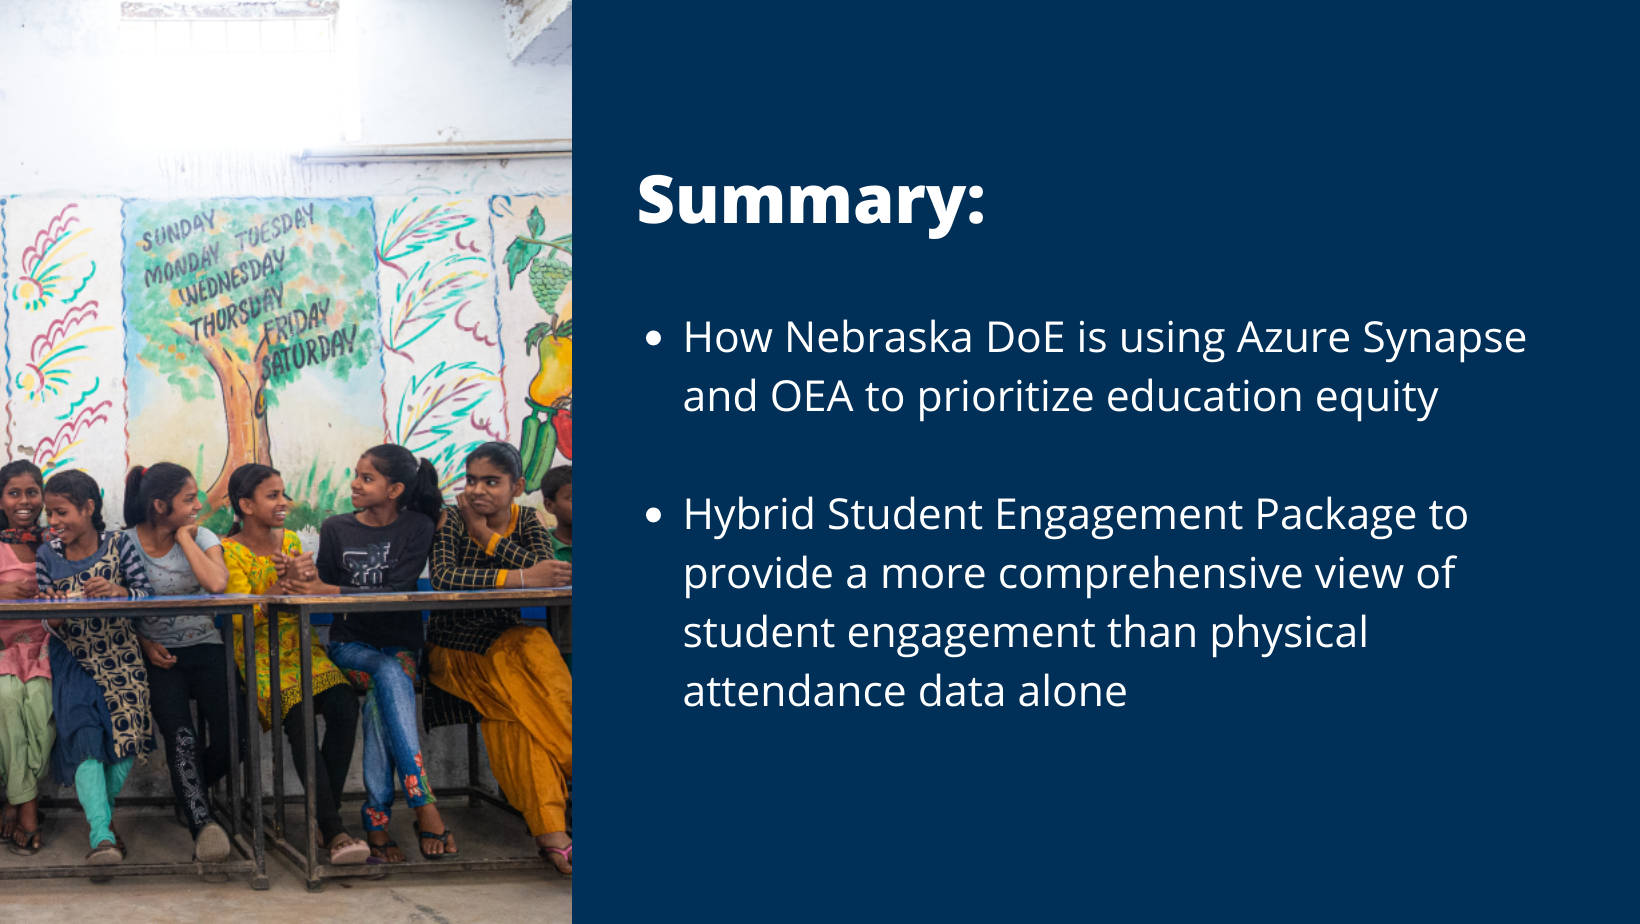 SUNDAY
TUESDAY
MONDAY
WEDNESDAY
THORSDAY
FRIDAY
SATURDAY
Summary:
• How Nebraska DoE is using Azure Synapse
and OEA to prioritize education equity
• Hybrid Student Engagement Package to
provide a more comprehensive view of
student engagement than physical
attendance data alone